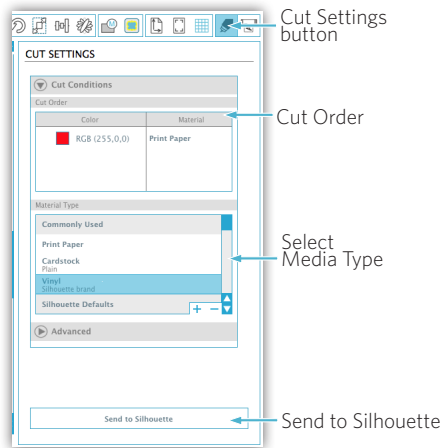 Cut Settings
button
CUT SETTINGS
Cut Conditions
Cut Order
Color Material
RGB (255,0,0) Print Paper
Cut Order
Material Type
Commonly Used
Print Paper
Cardstock
Plain
Vinyl
Silhouette brand
Silhouette Defaults
+ −
Select
Media Type
Advanced
Send to Silhouette
Send to Silhouette